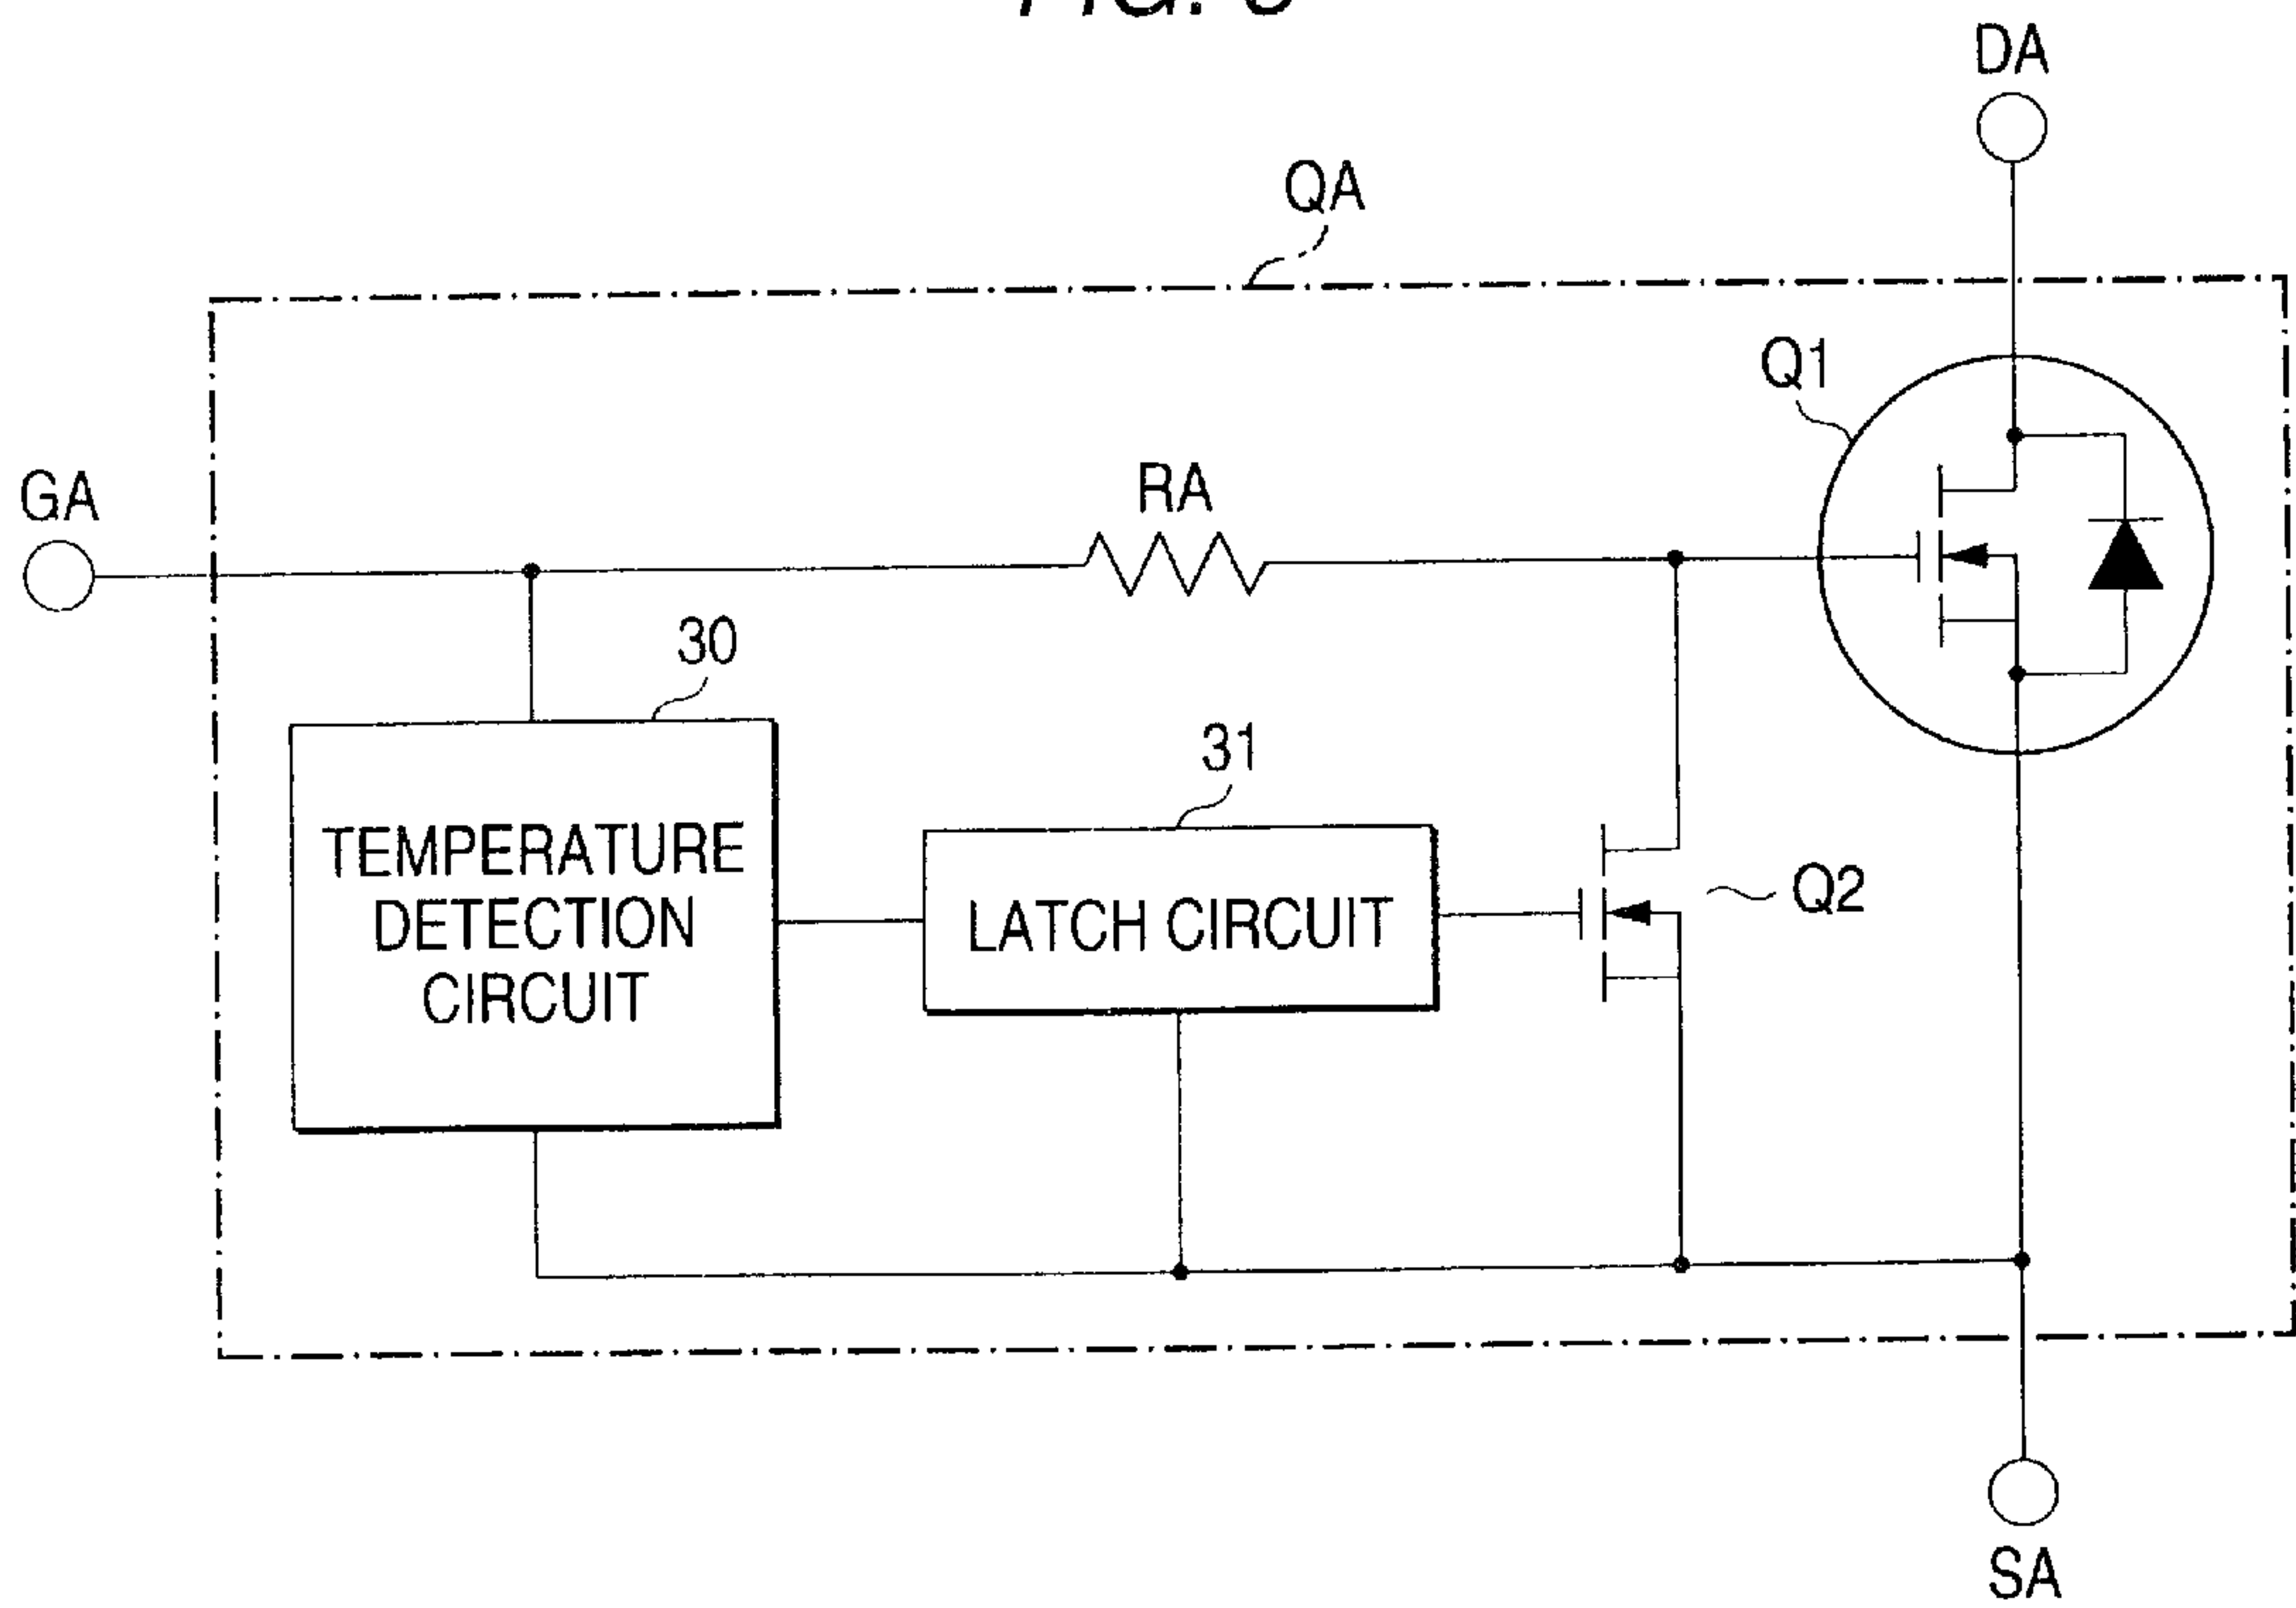 DA
QA
Q1
GA
RA
30
31
TEMPERATURE
DETECTION
CIRCUIT
LATCH CIRCUIT
Q2
SA